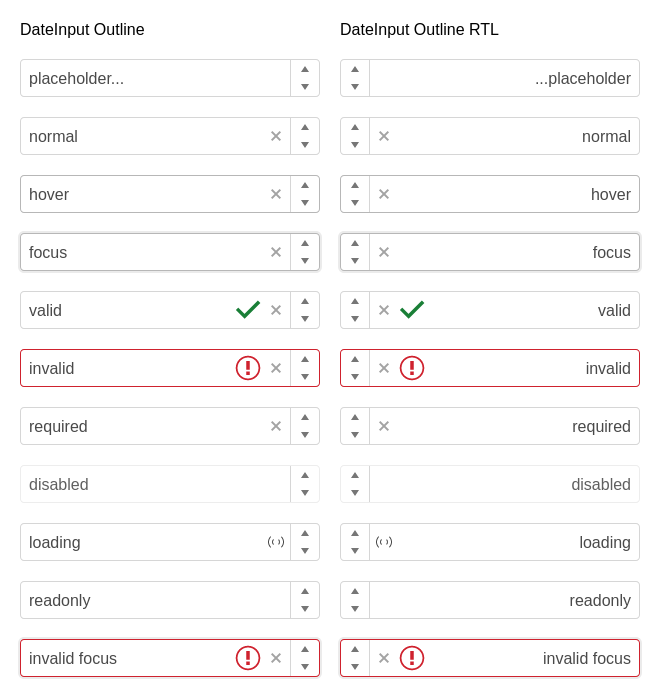 DateInput Outline
placeholder...
normal
hover
focus
valid
invalid
required
disabled
loading
readonly
invalid focus
DateInput Outline RTL
...placeholder
normal
hover
focus
valid
invalid
required
disabled
loading
readonly
invalid focus